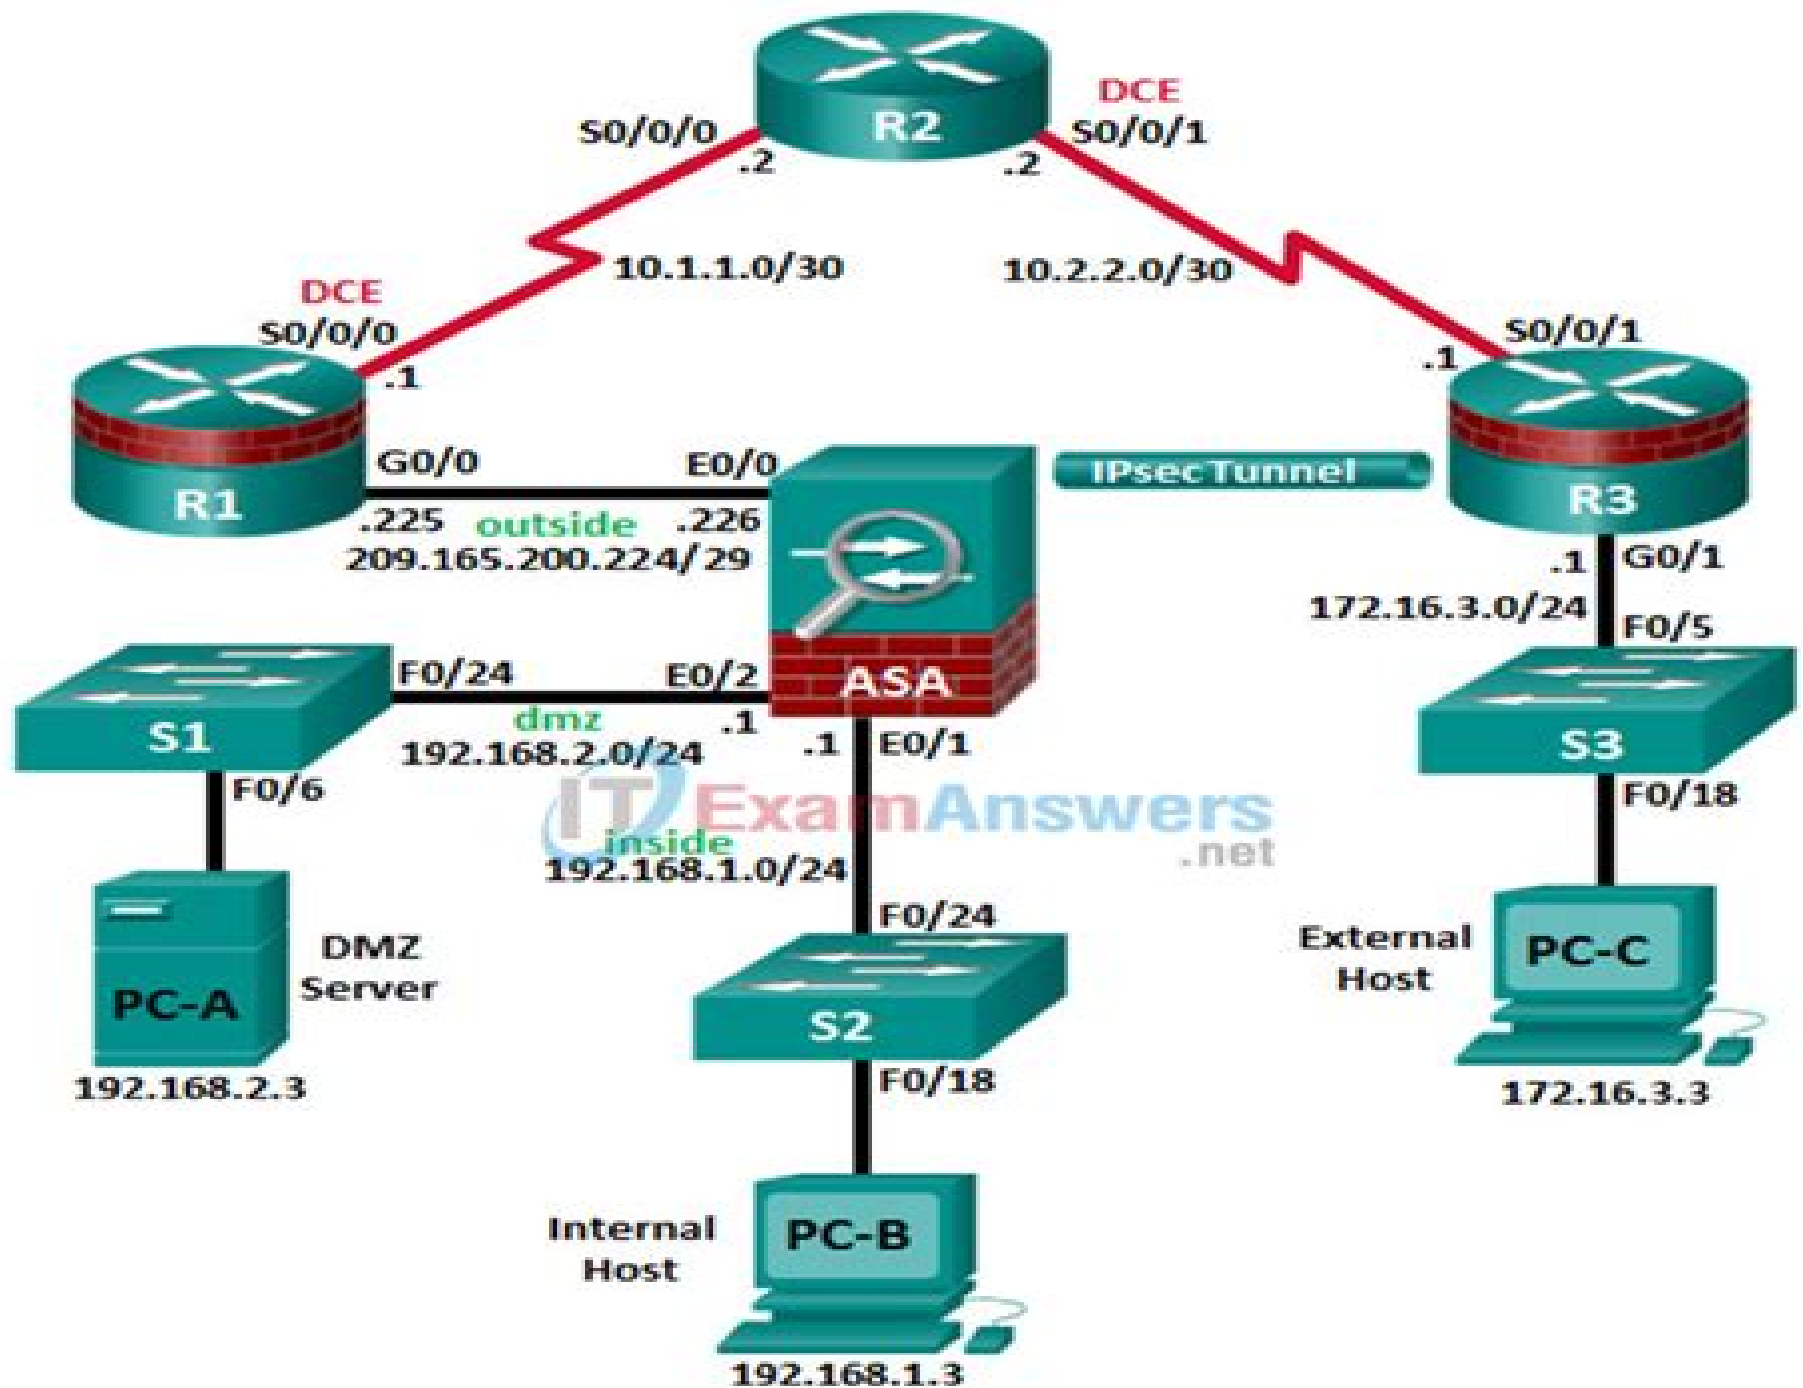 R2
DCE
S0/0/0
S0/0/1
.2
.2
10.1.1.0/30
10.2.2.0/30
DCE
S0/0/0
.1
S0/0/1
.1
R1
G0/0
E0/0
.225
outside
.226
209.165.200.224/29
IPsec Tunnel
R3
.1
G0/1
172.16.3.0/24
F0/5
S1
F0/24
E0/2
dmz
.1
192.168.2.0/24
ASA
.1
E0/1
S3
F0/6
F0/18
ITExamAnswers
.net
inside
192.168.1.0/24
F0/24
PC-A
DMZ
Server
192.168.2.3
External
Host
PC-C
172.16.3.3
S2
F0/18
Internal
Host
PC-B
192.168.1.3